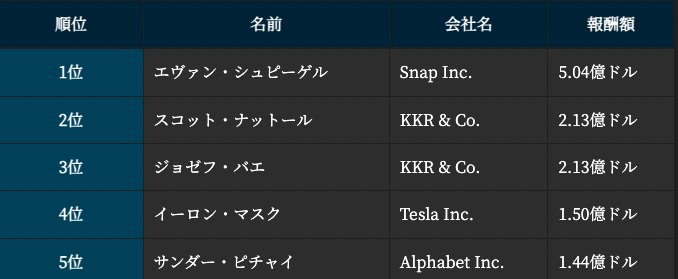 順位 名前 会社名 報酬額
1位 エヴァン・シュピーゲル Snap Inc. 5.04億ドル
2位 スコット・ナットール KKR & Co. 2.13億ドル
3位 ジョゼフ・バエ KKR & Co. 2.13億ドル
4位 イーロン・マスク Tesla Inc. 1.50億ドル
5位 サンダー・ピチャイ Alphabet Inc. 1.44億ドル